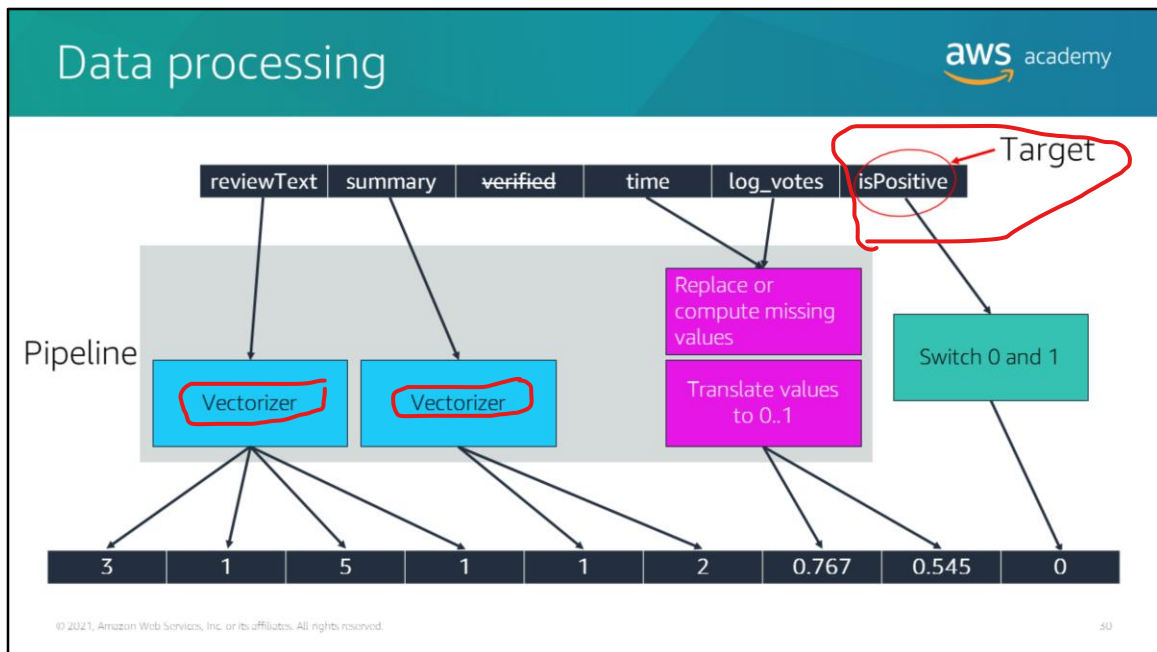 Data processing
aws academy
Target
reviewText summary verified time log_votes isPositive
Replace or
compute missing
values
Pipeline
Switch 0 and 1
Vectorizer
Vectorizer
Translate values
to 0..1
3 1 5 1 1 2 0.767 0.545 0
© 2021, Amazon Web Services, Inc. or its affiliates. All rights reserved.
30